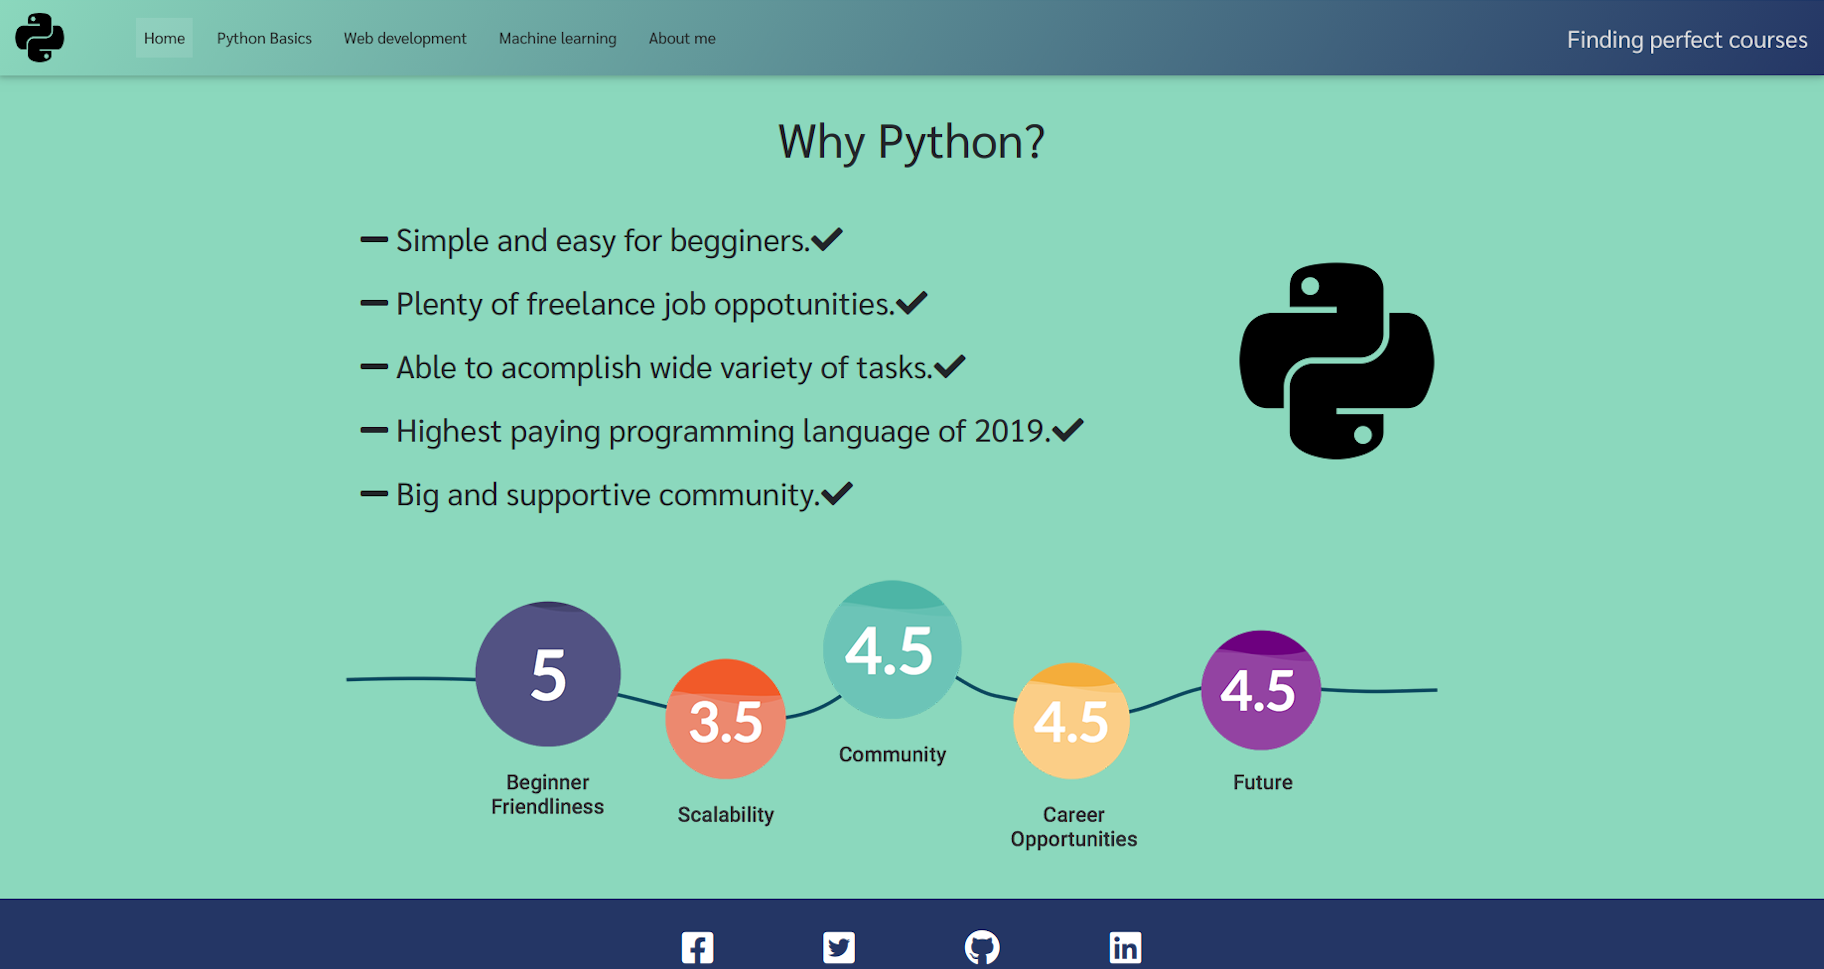 Home Python Basics Web development Machine learning About me Finding perfect courses
Why Python?
Simple and easy for begginers.
Plenty of freelance job oppotunities.
Able to acomplish wide variety of tasks.
Highest paying programming language of 2019.
Big and supportive community.
5
Beginner
Friendliness
3.5
Scalability
4.5
Community
4.5
Career
Opportunities
4.5
Future